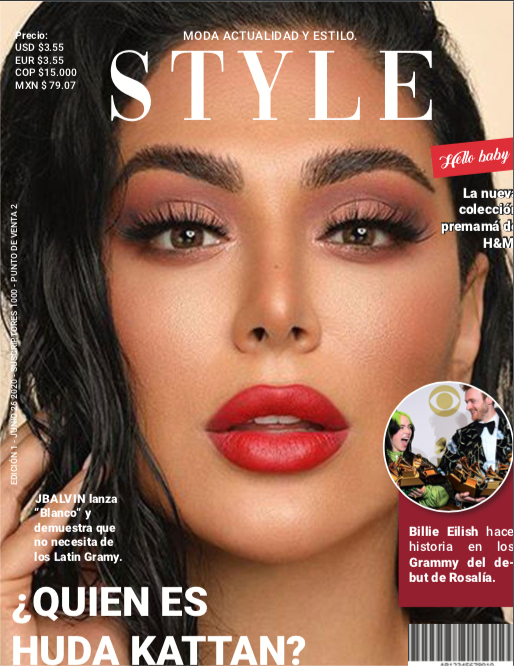 Precio:
USD $3.55
EUR $3.55
COP $15.000
MXN $ 79.07
MODA ACTUALIDAD Y ESTILO.
STYLE
Hello baby
La nueva
colecció
premamá d
H&M
EDICIÓN 1 - JUNIO 26 2020 - SUSCRIPTORES 1000 - PUNTO DE VENTA 2
JBALVIN lanza
"Blanco" y
demuestra que
no necesita de
los Latin Gramy.
Billie Eilish hace
historia en los
Grammy del de-
but de Rosalía.
¿QUIEN ES
HUDA KATTAN?